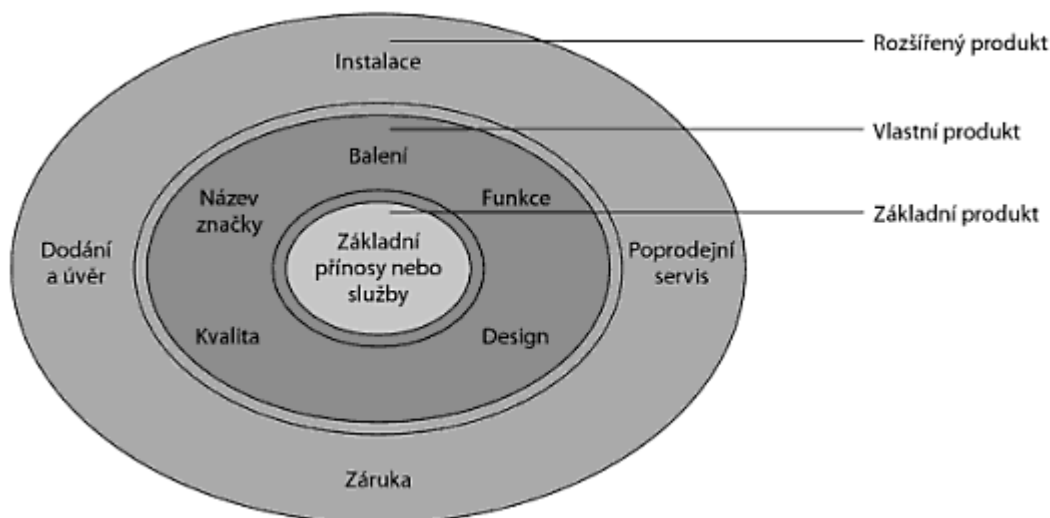 Instalace
Rozšířený produkt
Vlastní produkt
Balení
Název
značky
Funkce
Základní produkt
Základní
přínosy nebo
služby
Dodání
a úvěr
Poprodejní
servis
Kvalita
Design
Záruka